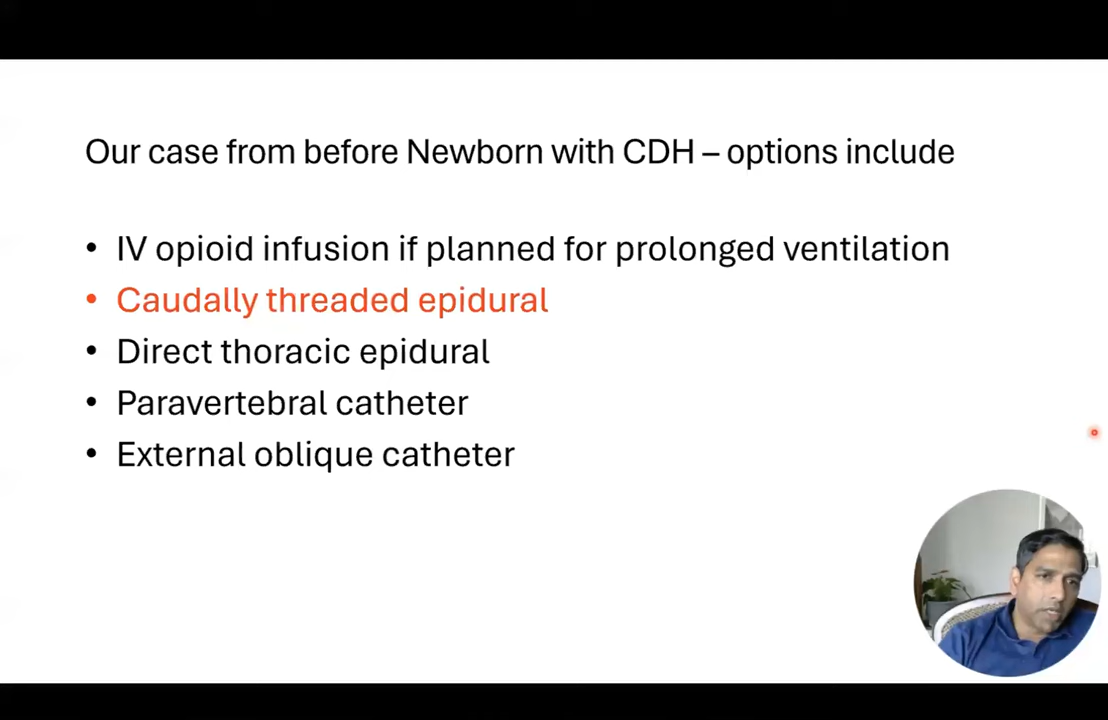 Our case from before Newborn with CDH – options include
• IV opioid infusion if planned for prolonged ventilation
• Caudally threaded epidural
• Direct thoracic epidural
• Paravertebral catheter
• External oblique catheter